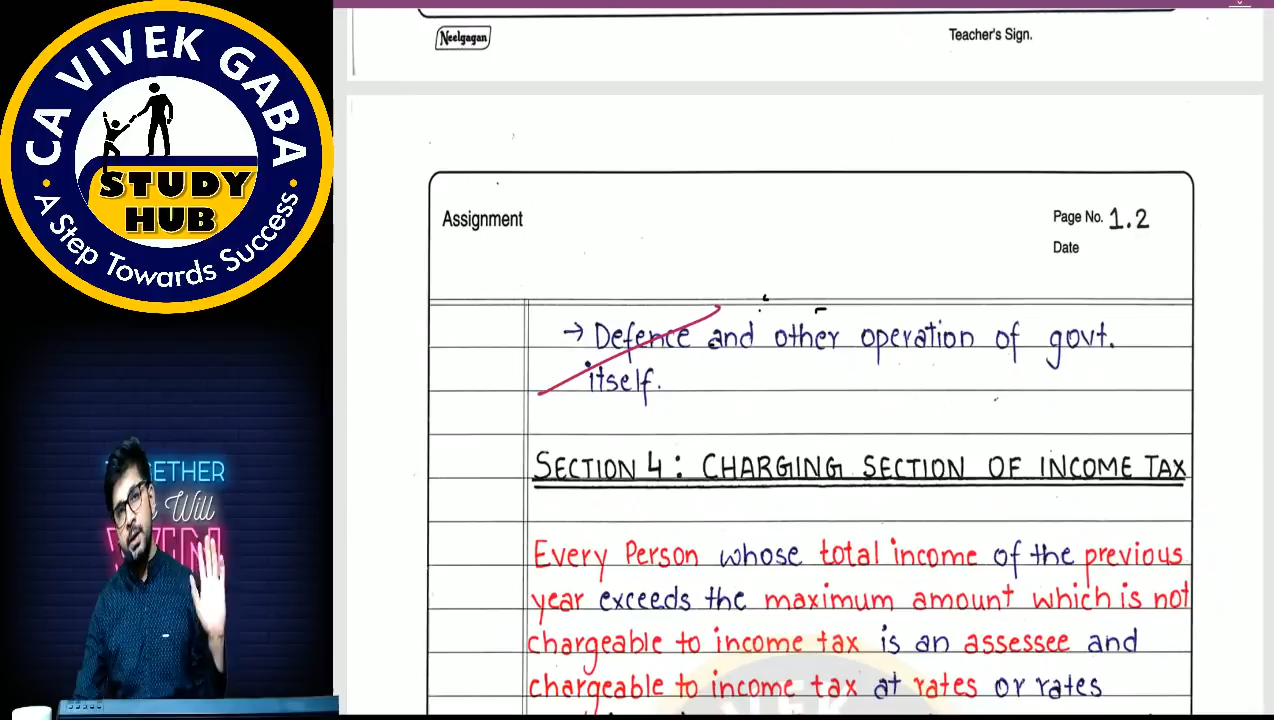 CA VIVEK GABA
STUDY
HUB
A Step Towards Success
TOGETHER
Will
Neelgagan
Teacher's Sign.
Assignment
Page No. 1.2
Date
→ Defence and other operation of govt.
itself.
SECTION 4 : CHARGING SECTION OF INCOME TAX
Every Person whose total income of the previous
year exceeds the maximum amount which is not
chargeable to income tax is an assessee and
chargeable to income tax at rates or rates